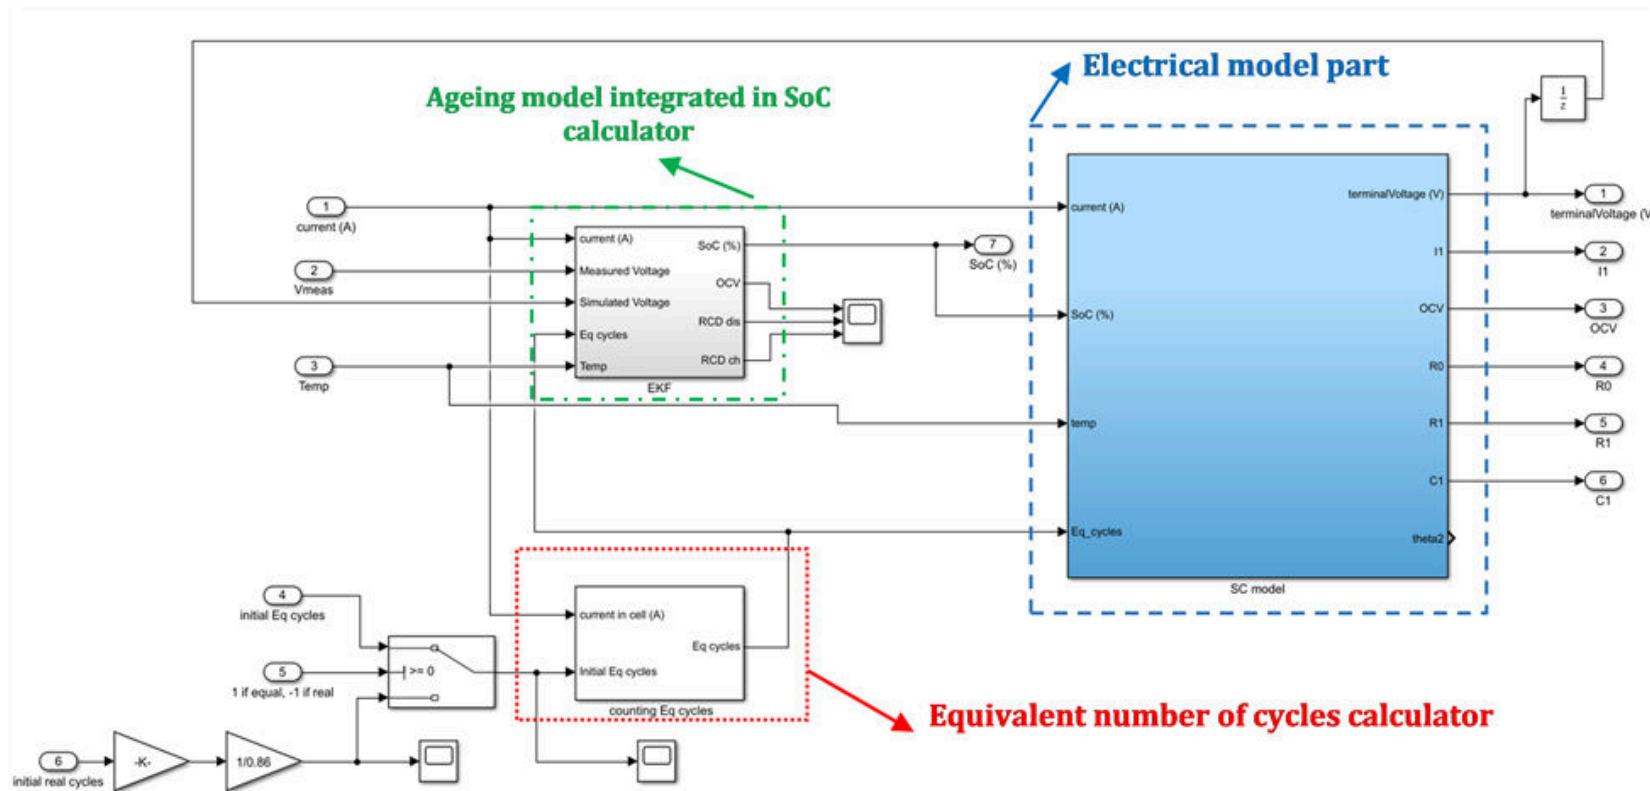 Electrical model part
Ageing model integrated in SoC
calculator
1
z
1
current (A)
2
Vmeas
3
Temp
current (A)
Measured Voltage
Simulated Voltage
Eq cycles
Temp
SoC (%)
OCV
RCD dis
RCD ch
EKF
7
SoC (%)
current (A)
SoC (%)
temp
Eq_cycles
terminalVoltage (V)
I1
OCV
R0
R1
C1
theta2
SC model
1
terminalVoltage (V
2
I1
3
OCV
4
R0
5
R1
6
C1
4
initial Eq cycles
5
1 if equal, -1 if real
>= 0
current in cell (A)
Initial Eq cycles
Eq cycles
counting Eq cycles
Equivalent number of cycles calculator
6
initial real cycles
-K-
1/0.86